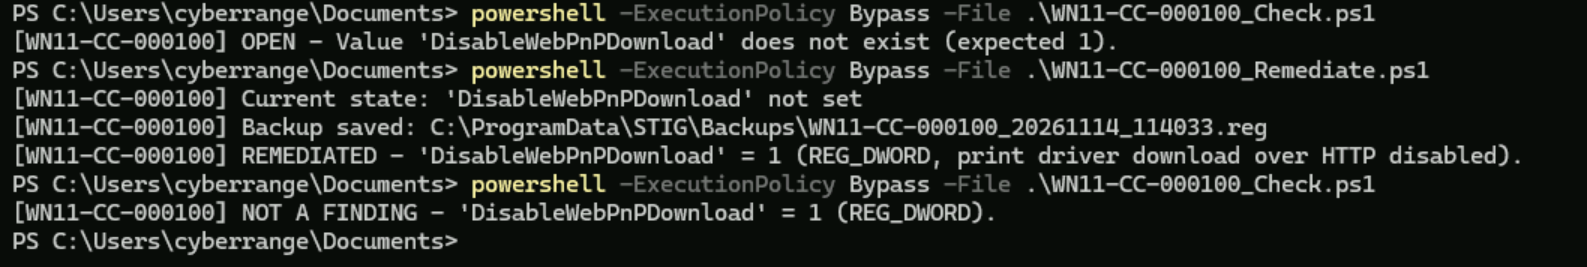 PS C:\Users\cyberrange\Documents> powershell -ExecutionPolicy Bypass -File .\WN11-CC-000100_Check.ps1
[WN11-CC-000100] OPEN - Value 'DisableWebPnPDownload' does not exist (expected 1).
PS C:\Users\cyberrange\Documents> powershell -ExecutionPolicy Bypass -File .\WN11-CC-000100_Remediate.ps1
[WN11-CC-000100] Current state: 'DisableWebPnPDownload' not set
[WN11-CC-000100] Backup saved: C:\ProgramData\STIG\Backups\WN11-CC-000100_20261114_114033.reg
[WN11-CC-000100] REMEDIATED - 'DisableWebPnPDownload' = 1 (REG_DWORD, print driver download over HTTP disabled).
PS C:\Users\cyberrange\Documents> powershell -ExecutionPolicy Bypass -File .\WN11-CC-000100_Check.ps1
[WN11-CC-000100] NOT A FINDING - 'DisableWebPnPDownload' = 1 (REG_DWORD).
PS C:\Users\cyberrange\Documents>